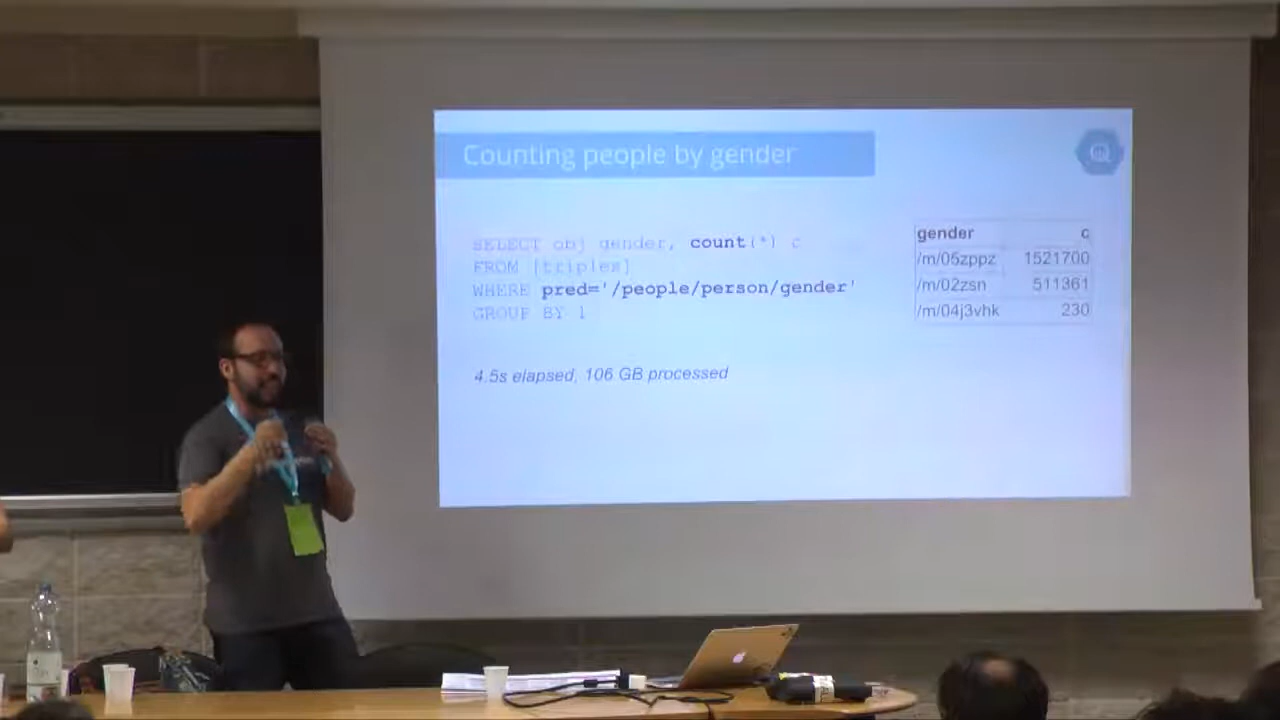 Counting people by gender
SELECT obj gender, count(*) c
FROM [triples]
WHERE pred='/people/person/gender'
GROUP BY 1
4.5s elapsed, 106 GB processed
gender c
/m/05zppz 1521700
/m/02zsn 511361
/m/04j3vhk 230